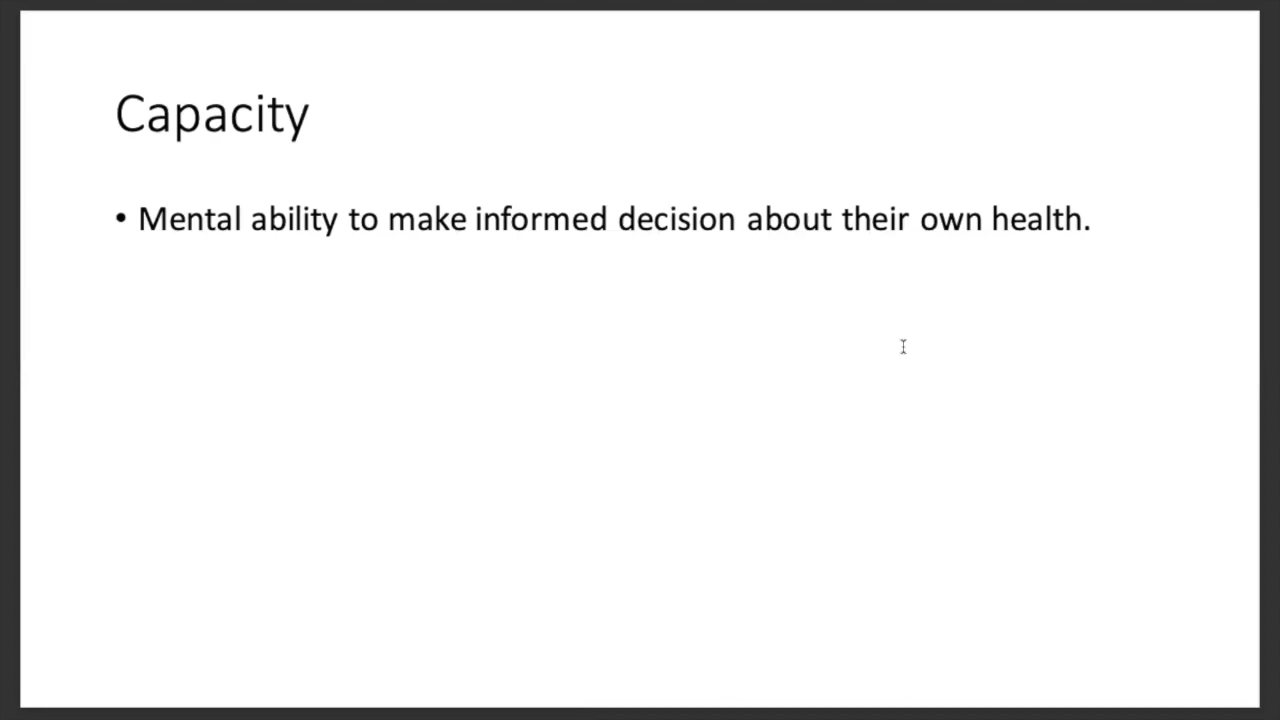 Capacity
• Mental ability to make informed decision about their own health.